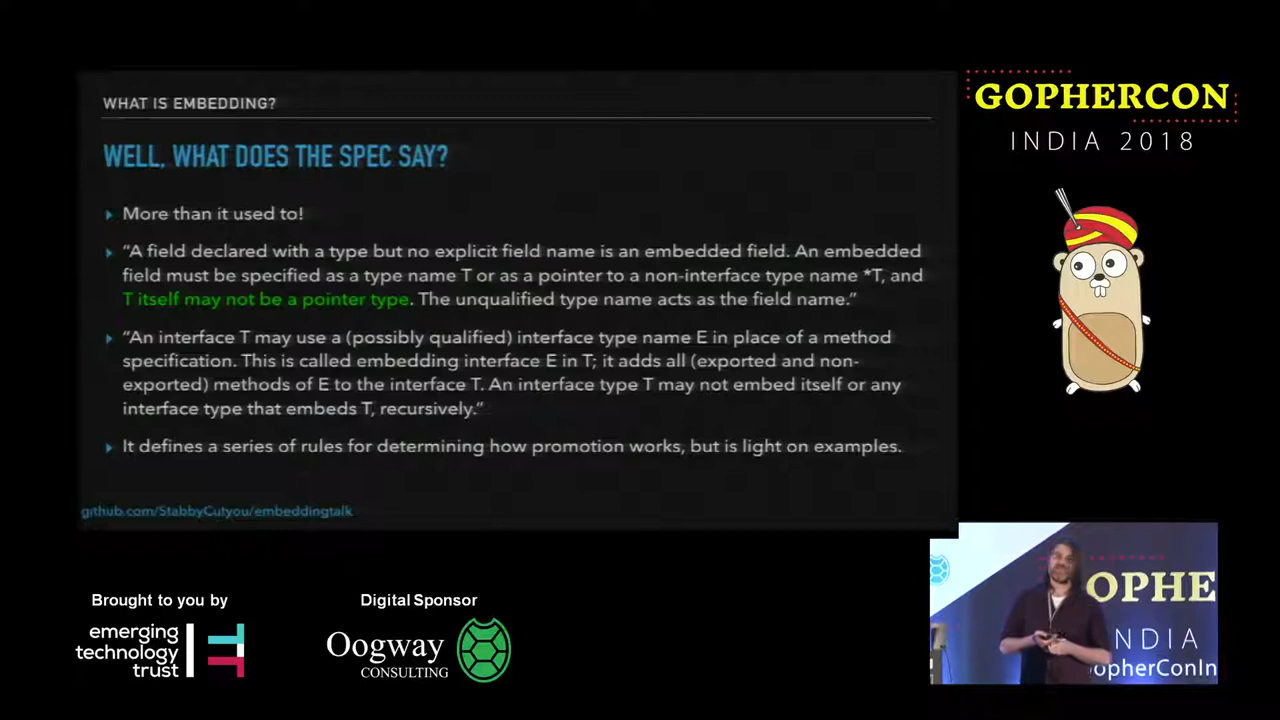 WHAT IS EMBEDDING?
WELL, WHAT DOES THE SPEC SAY?
More than it used to!
“A field declared with a type but no explicit field name is an embedded field. An embedded
field must be specified as a type name T or as a pointer to a non-interface type name *T, and
T itself may not be a pointer type. The unqualified type name acts as the field name.”
“An interface T may use a (possibly qualified) interface type name E in place of a method
specification. This is called embedding interface E in T; it adds all (exported and non-
exported) methods of E to the interface T. An interface type T may not embed itself or any
interface type that embeds T, recursively.”
It defines a series of rules for determining how promotion works, but is light on examples.
github.com/StabbyCutyou/embeddingtalk
GOPHERCON
INDIA 2018
Brought to you by
emerging
technology
trust
Digital Sponsor
Oogway
CONSULTING
OPHE
NDIA
opherConIn